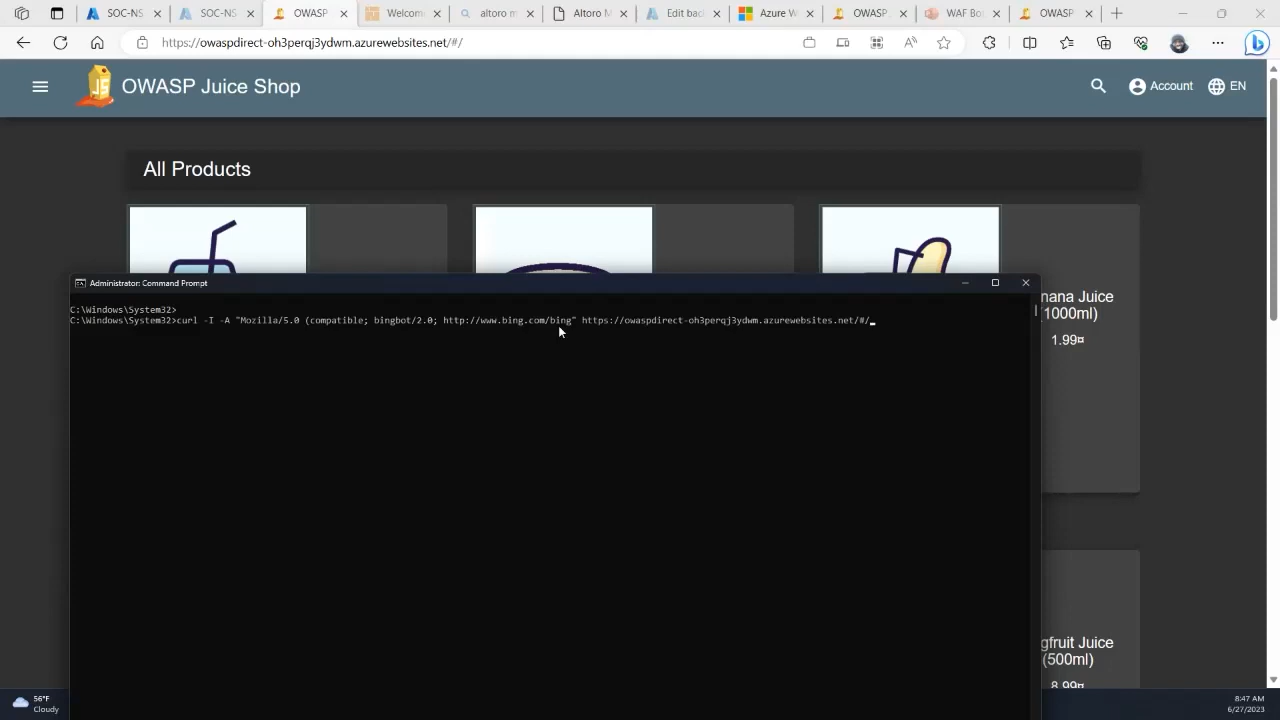 SOC-NS
SOC-NS
OWASP
Welcom
altoro m
Altoro M
Edit bac
Azure W
OWASP
WAF Bo
OWASP
https://owaspdirect-oh3perqj3ydwm.azurewebsites.net/#/
OWASP Juice Shop
Account
EN
All Products
Administrator: Command Prompt
C:\Windows\System32>
C:\Windows\System32>curl -I -A "Mozilla/5.0 (compatible; bingbot/2.0; http://www.bing.com/bing" https://owaspdirect-oh3perqj3ydwm.azurewebsites.net/#/
nana Juice
(1000ml)
1.99¤
gfruit Juice
(500ml)
8.99¤
56°F
Cloudy
8:47 AM
6/27/2023